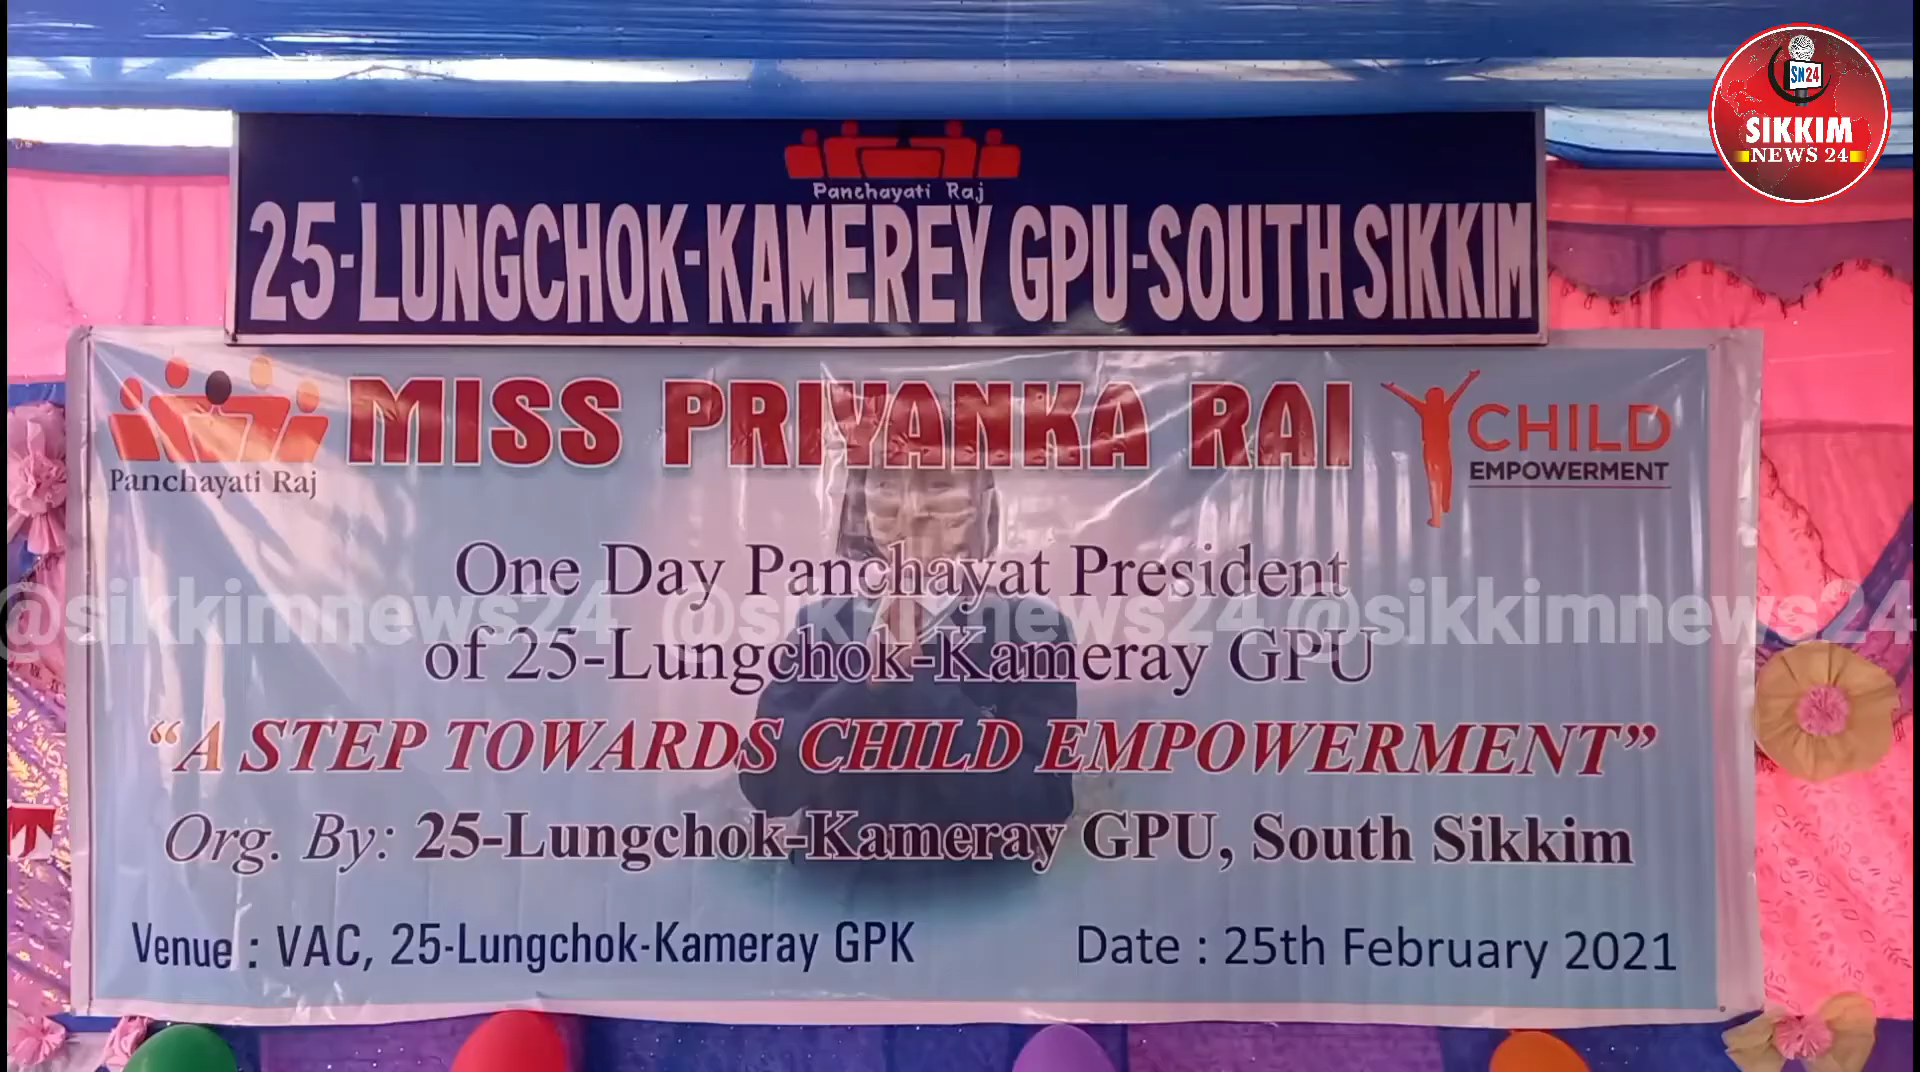 SN24
SIKKIM
NEWS 24
Panchayati Raj
25-LUNGCHOK-KAMEREY GPU-SOUTH SIKKIM
Panchayati Raj
MISS PRIYANKA RAI
CHILD
EMPOWERMENT
One Day Panchayat President
@sikkimnews24 @sikkimnews24 @sikkimnews24
of 25-Lungchok-Kameray GPU
“A STEP TOWARDS CHILD EMPOWERMENT”
Org. By: 25-Lungchok-Kameray GPU, South Sikkim
Venue : VAC, 25-Lungchok-Kameray GPK
Date : 25th February 2021